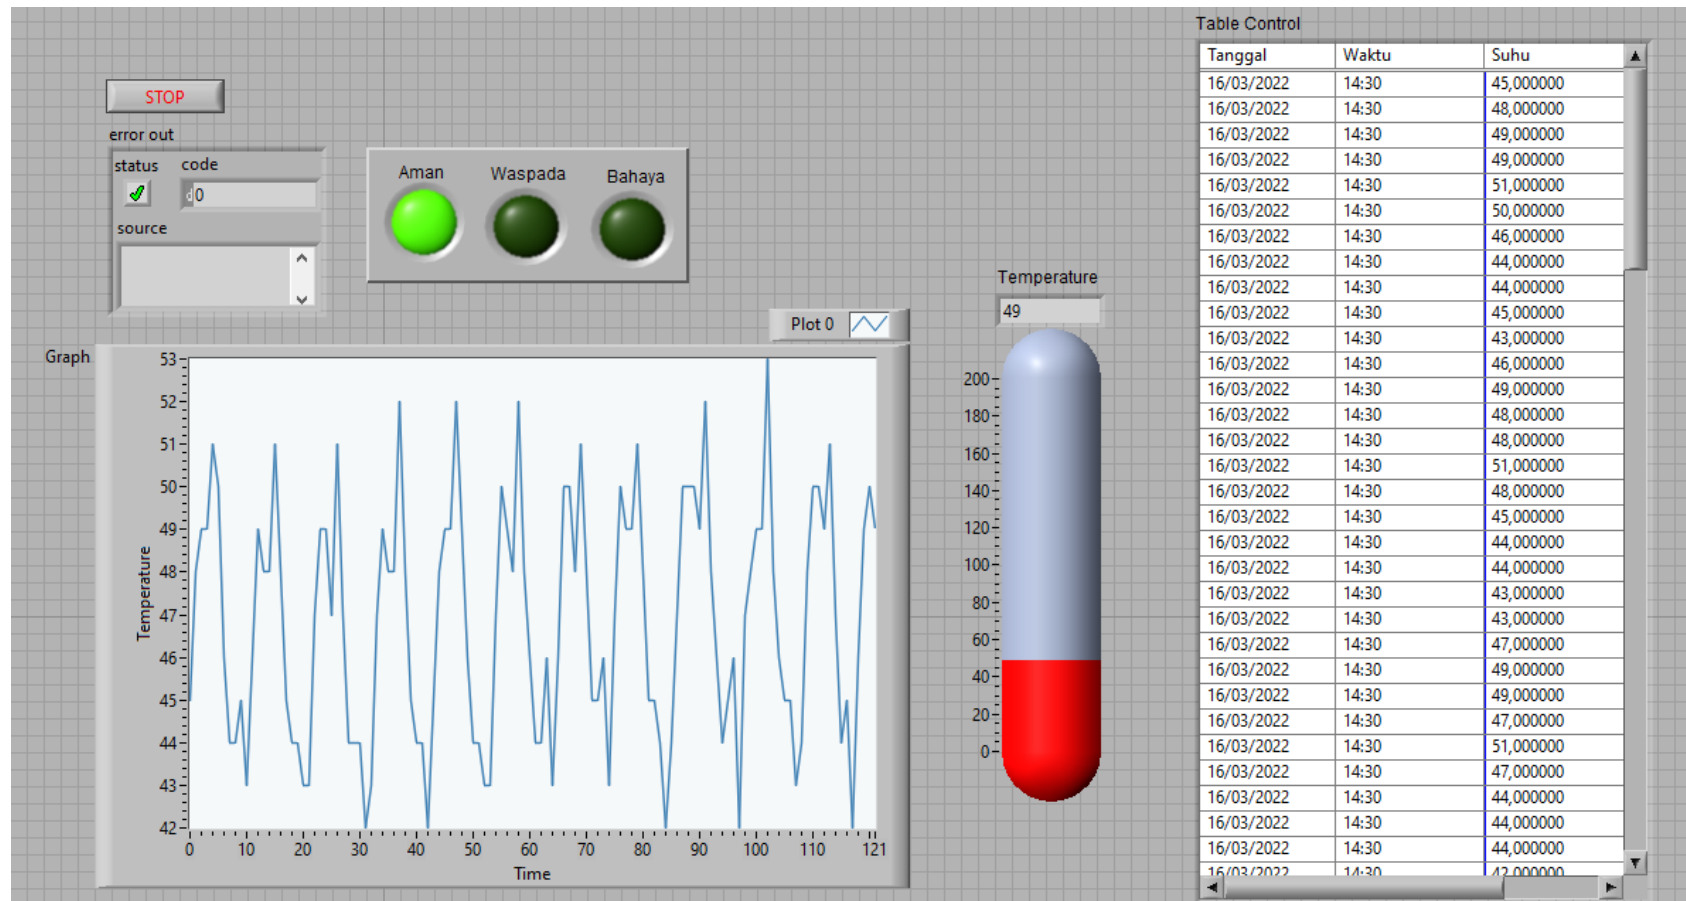 Table Control
Tanggal Waktu Suhu
16/03/2022 14:30 45,000000
16/03/2022 14:30 48,000000
16/03/2022 14:30 49,000000
16/03/2022 14:30 49,000000
16/03/2022 14:30 51,000000
16/03/2022 14:30 50,000000
16/03/2022 14:30 46,000000
16/03/2022 14:30 44,000000
16/03/2022 14:30 44,000000
16/03/2022 14:30 45,000000
16/03/2022 14:30 43,000000
16/03/2022 14:30 46,000000
16/03/2022 14:30 49,000000
16/03/2022 14:30 48,000000
16/03/2022 14:30 48,000000
16/03/2022 14:30 51,000000
16/03/2022 14:30 48,000000
16/03/2022 14:30 45,000000
16/03/2022 14:30 44,000000
16/03/2022 14:30 44,000000
16/03/2022 14:30 43,000000
16/03/2022 14:30 43,000000
16/03/2022 14:30 47,000000
16/03/2022 14:30 49,000000
16/03/2022 14:30 49,000000
16/03/2022 14:30 47,000000
16/03/2022 14:30 51,000000
16/03/2022 14:30 47,000000
16/03/2022 14:30 44,000000
16/03/2022 14:30 44,000000
16/03/2022 14:30 44,000000
16/03/2022 14:30 42,000000
STOP
error out
status code
d 0
source
Aman Waspada Bahaya
Temperature
49
200
180
160
140
120
100
80
60
40
20
0
Plot 0
Graph
Temperature
53
52
51
50
49
48
47
46
45
44
43
42
0 10 20 30 40 50 60 70 80 90 100 110 121
Time